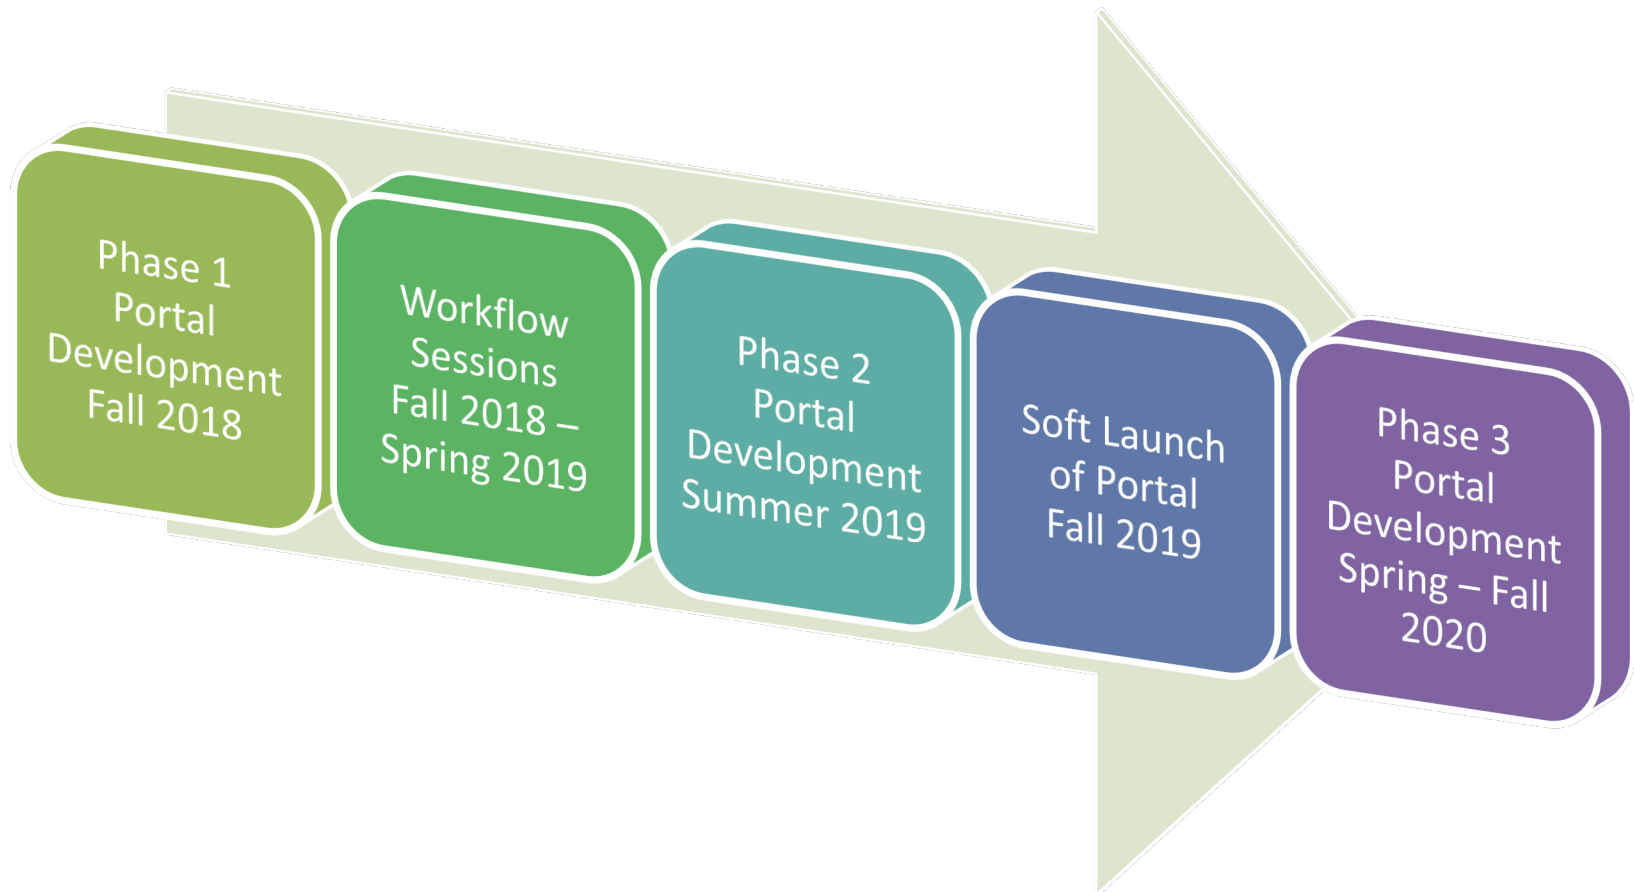 Phase 1
Portal
Development
Fall 2018
Workflow
Sessions
Fall 2018 –
Spring 2019
Phase 2
Portal
Development
Summer 2019
Soft Launch
of Portal
Fall 2019
Phase 3
Portal
Development
Spring – Fall
2020